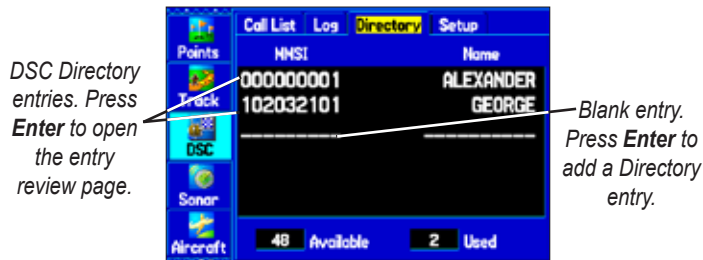 DSC Directory
entries. Press
Enter to open
the entry
review page.
Points
Track
DSC
Sonar
Aircraft
Call List Log Directory Setup
MMSI Name
000000001 ALEXANDER
102032101 GEORGE
_________ __________
48 Available 2 Used
Blank entry.
Press Enter to
add a Directory
entry.